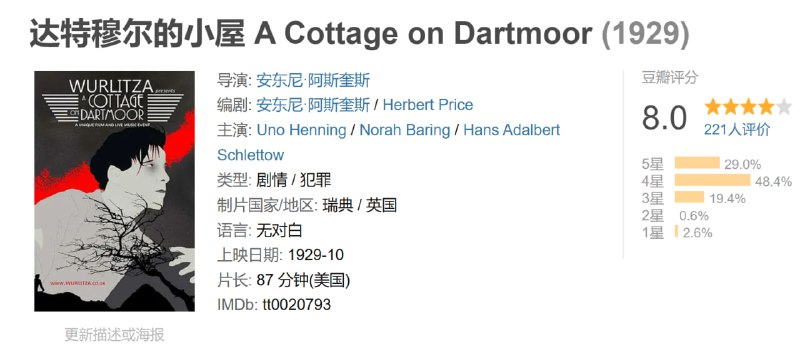 达特穆尔的小屋 A Cottage on Dartmoor (1929)
WURLITZA
presents
A COTTAGE
ON DARTMOOR
A UNIQUE FILM AND LIVE MUSIC EVENT
WWW.WURLITZA.CO.UK
更新描述或海报
导演: 安东尼·阿斯奎斯
编剧: 安东尼·阿斯奎斯 / Herbert Price
主演: Uno Henning / Norah Baring / Hans Adalbert
Schlettow
类型: 剧情 / 犯罪
制片国家/地区: 瑞典 / 英国
语言: 无对白
上映日期: 1929-10
片长: 87 分钟(美国)
IMDb: tt0020793
豆瓣评分
8.0
221人评价
5星 29.0%
4星 48.4%
3星 19.4%
2星 0.6%
1星 2.6%